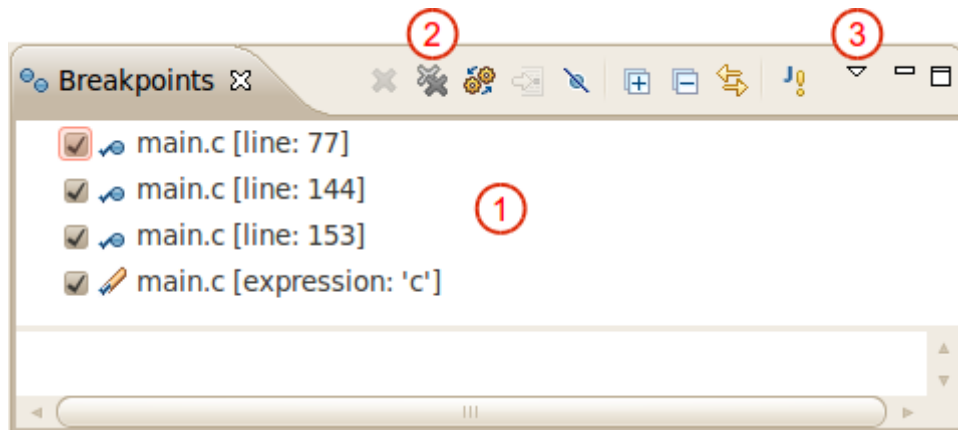 2
3
Breakpoints
J
main.c [line: 77]
main.c [line: 144]
1
main.c [line: 153]
main.c [expression: 'c']